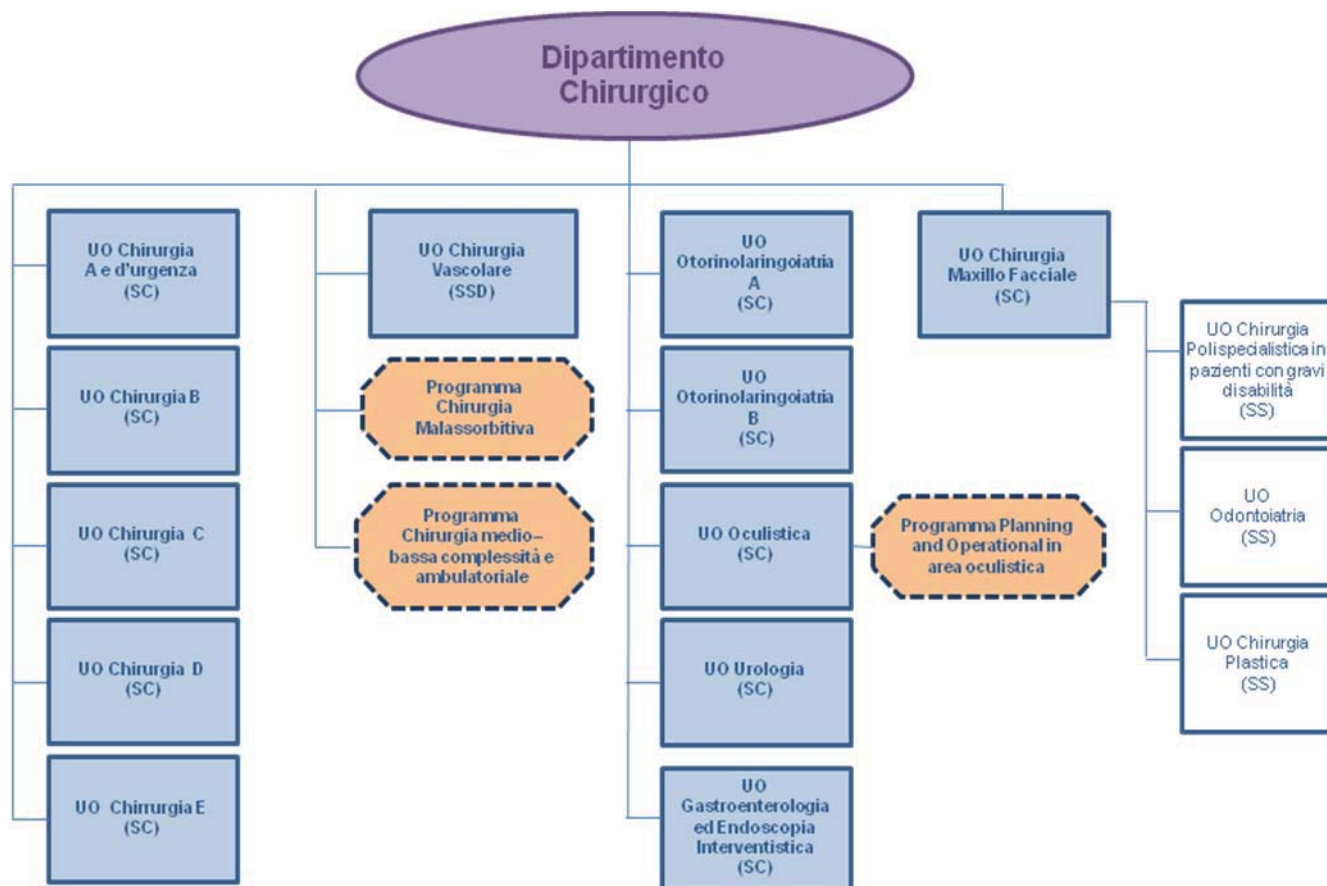 Dipartimento
Chirurgico
UO Chirurgia
A e d'urgenza
(SC)
UO Chirurgia B
(SC)
UO Chirurgia C
(SC)
UO Chirurgia D
(SC)
UO Chirrurgia E
(SC)
UO Chirurgia
Vascolare
(SSD)
Programma
Chirurgia
Malassorbitiva
Programma
Chirurgia medio–
bassa complessità e
ambulatoriale
UO
Otorinolaringoiatria
A
(SC)
UO
Otorinolaringoiatria
B
(SC)
UO Oculistica
(SC)
Programma Planning
and Operational in
area oculistica
UO Urologia
(SC)
UO
Gastroenterologia
ed Endoscopia
Interventistica
(SC)
UO Chirurgia
Maxillo Facciale
(SC)
UO Chirurgia
Polispecialistica in
pazienti con gravi
disabilità
(SS)
UO
Odontoiatria
(SS)
UO Chirurgia
Plastica
(SS)